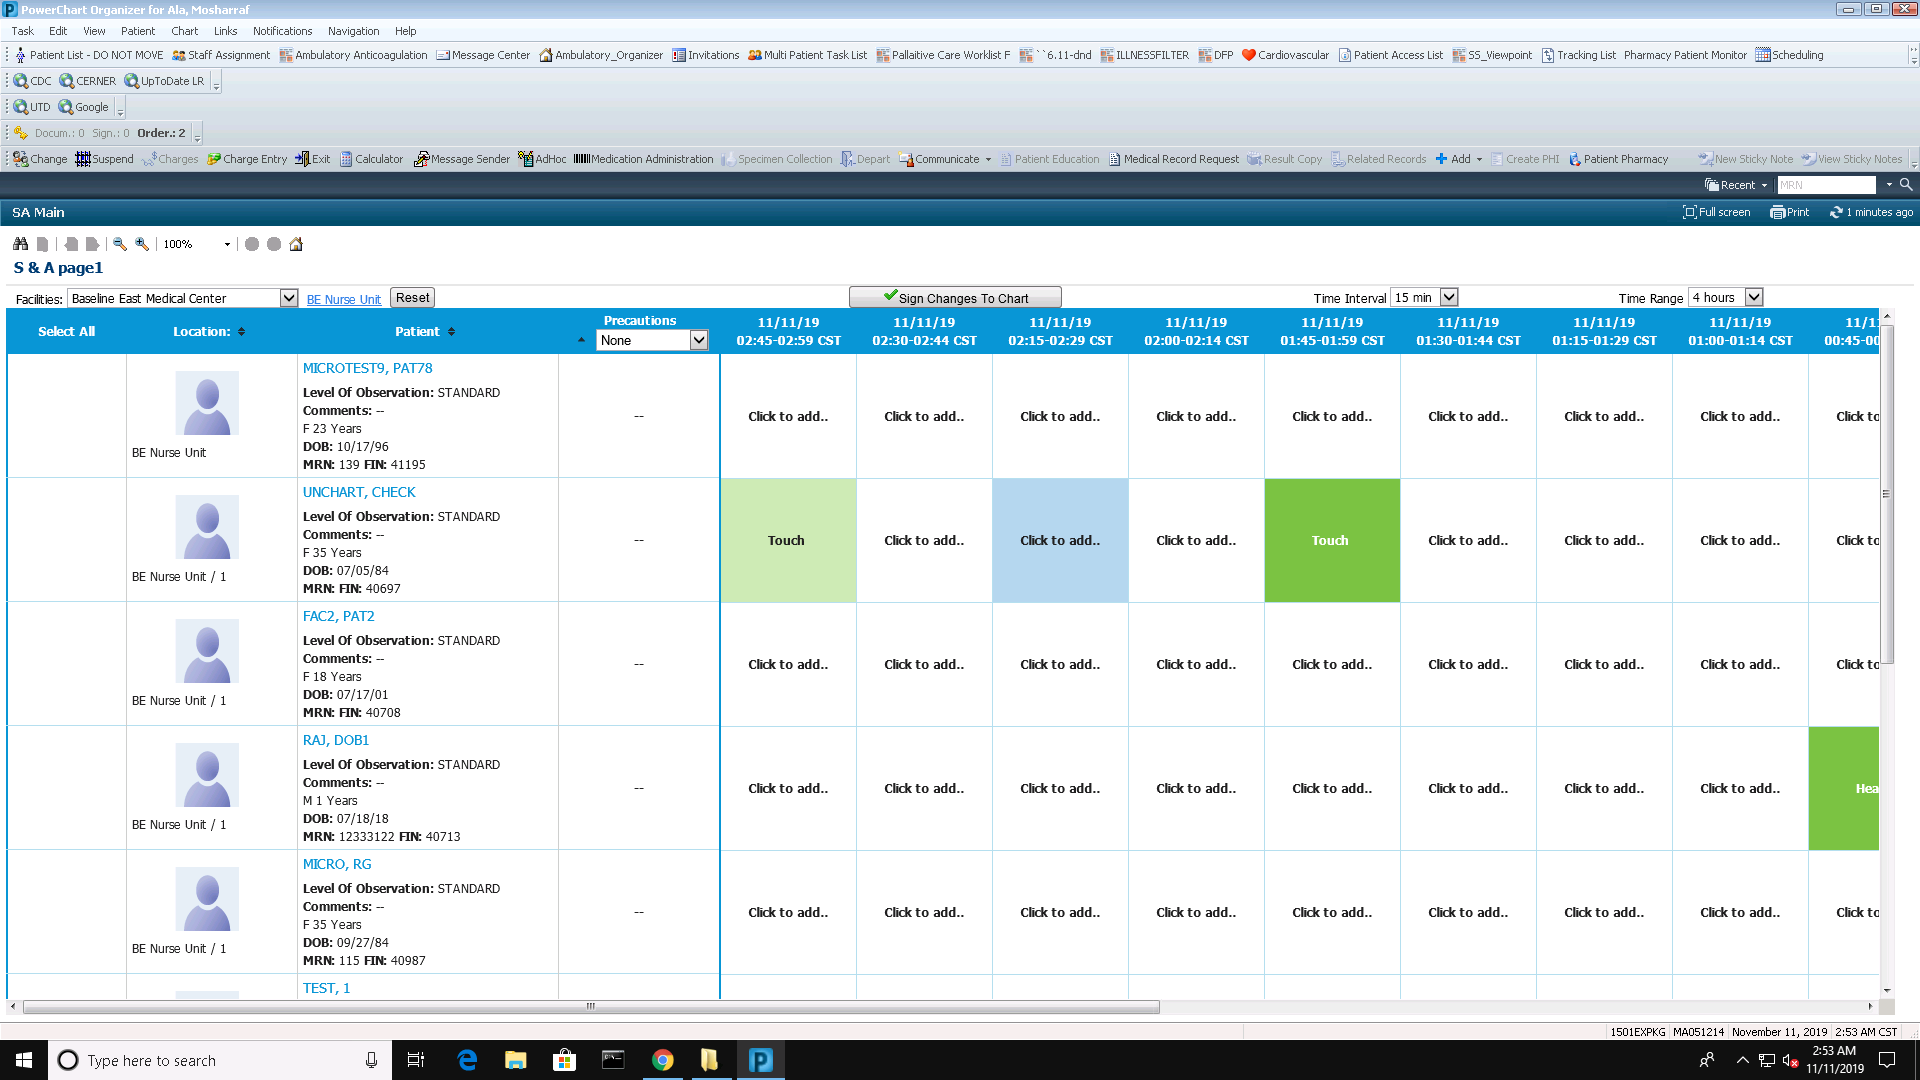 PowerChart Organizer for Ala, Mosharraf
Task Edit View Patient Chart Links Notifications Navigation Help
Patient List - DO NOT MOVE Staff Assignment Ambulatory Anticoagulation Message Center Ambulatory_Organizer Invitations Multi Patient Task List Pallaitive Care Worklist F ``6.11-dnd ILLNESSFILTER DFP Cardiovascular Patient Access List SS_Viewpoint Tracking List Pharmacy Patient Monitor Scheduling
CDC CERNER UpToDate LR
UTD Google
Docum.: 0 Sign.: 0 Order.: 2
Change Suspend Charges Charge Entry Exit Calculator Message Sender AdHoc Medication Administration Specimen Collection Depart Communicate Patient Education Medical Record Request Result Copy Related Records Add Create PHI Patient Pharmacy New Sticky Note View Sticky Notes
Recent MRN
SA Main Full screen Print 1 minutes ago
100%
S & A page1
Facilities: Baseline East Medical Center BE Nurse Unit Reset Sign Changes To Chart Time Interval 15 min Time Range 4 hours
Select All Location: Patient Precautions None
11/11/19 11/11/19 11/11/19 11/11/19 11/11/19 11/11/19 11/11/19 11/11/19 11/1
02:45-02:59 CST 02:30-02:44 CST 02:15-02:29 CST 02:00-02:14 CST 01:45-01:59 CST 01:30-01:44 CST 01:15-01:29 CST 01:00-01:14 CST 00:45-00
MICROTEST9, PAT78
Level Of Observation: STANDARD
Comments: --
F 23 Years
DOB: 10/17/96
MRN: 139 FIN: 41195
BE Nurse Unit
-- Click to add.. Click to add.. Click to add.. Click to add.. Click to add.. Click to add.. Click to add.. Click to add.. Click to
UNCHART, CHECK
Level Of Observation: STANDARD
Comments: --
F 35 Years
DOB: 07/05/84
MRN: FIN: 40697
BE Nurse Unit / 1
-- Touch Click to add.. Click to add.. Click to add.. Touch Click to add.. Click to add.. Click to add.. Click to
FAC2, PAT2
Level Of Observation: STANDARD
Comments: --
F 18 Years
DOB: 07/17/01
MRN: FIN: 40708
BE Nurse Unit / 1
-- Click to add.. Click to add.. Click to add.. Click to add.. Click to add.. Click to add.. Click to add.. Click to add.. Click to
RAJ, DOB1
Level Of Observation: STANDARD
Comments: --
M 1 Years
DOB: 07/18/18
MRN: 12333122 FIN: 40713
BE Nurse Unit / 1
-- Click to add.. Click to add.. Click to add.. Click to add.. Click to add.. Click to add.. Click to add.. Click to add.. Hea
MICRO, RG
Level Of Observation: STANDARD
Comments: --
F 35 Years
DOB: 09/27/84
MRN: 115 FIN: 40987
BE Nurse Unit / 1
-- Click to add.. Click to add.. Click to add.. Click to add.. Click to add.. Click to add.. Click to add.. Click to add.. Click to
TEST, 1
1501EXPKG MA051214 November 11, 2019 2:53 AM CST
Type here to search
2:53 AM
11/11/2019